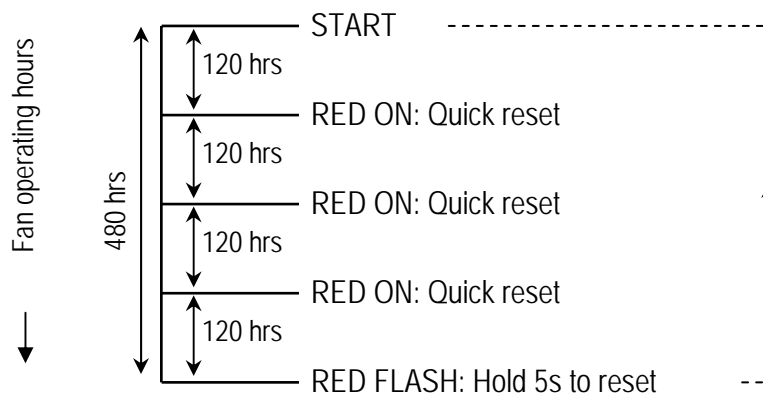 START
120 hrs
RED ON: Quick reset
120 hrs
RED ON: Quick reset
120 hrs
RED ON: Quick reset
120 hrs
RED FLASH: Hold 5s to reset
480 hrs
Fan operating hours